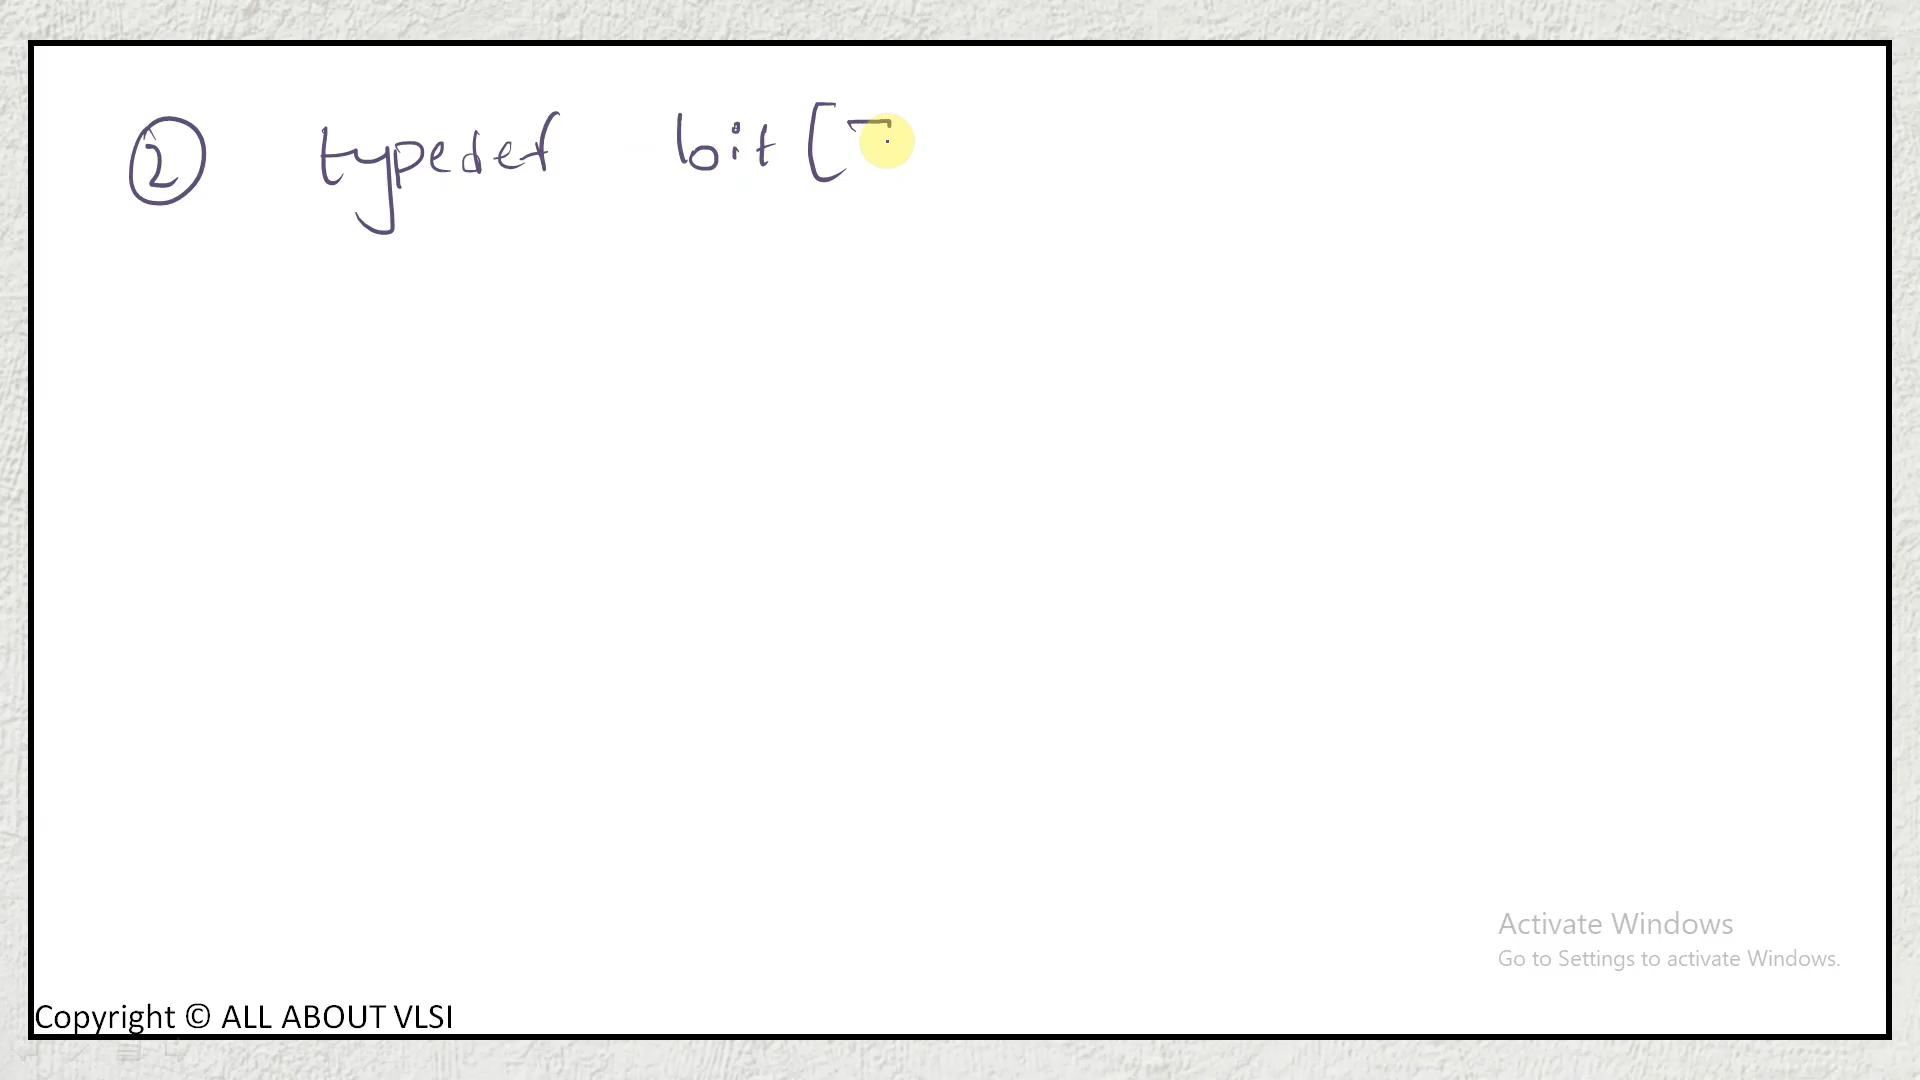 ② typedef bit [7
Activate Windows
Go to Settings to activate Windows.
Copyright © ALL ABOUT VLSI